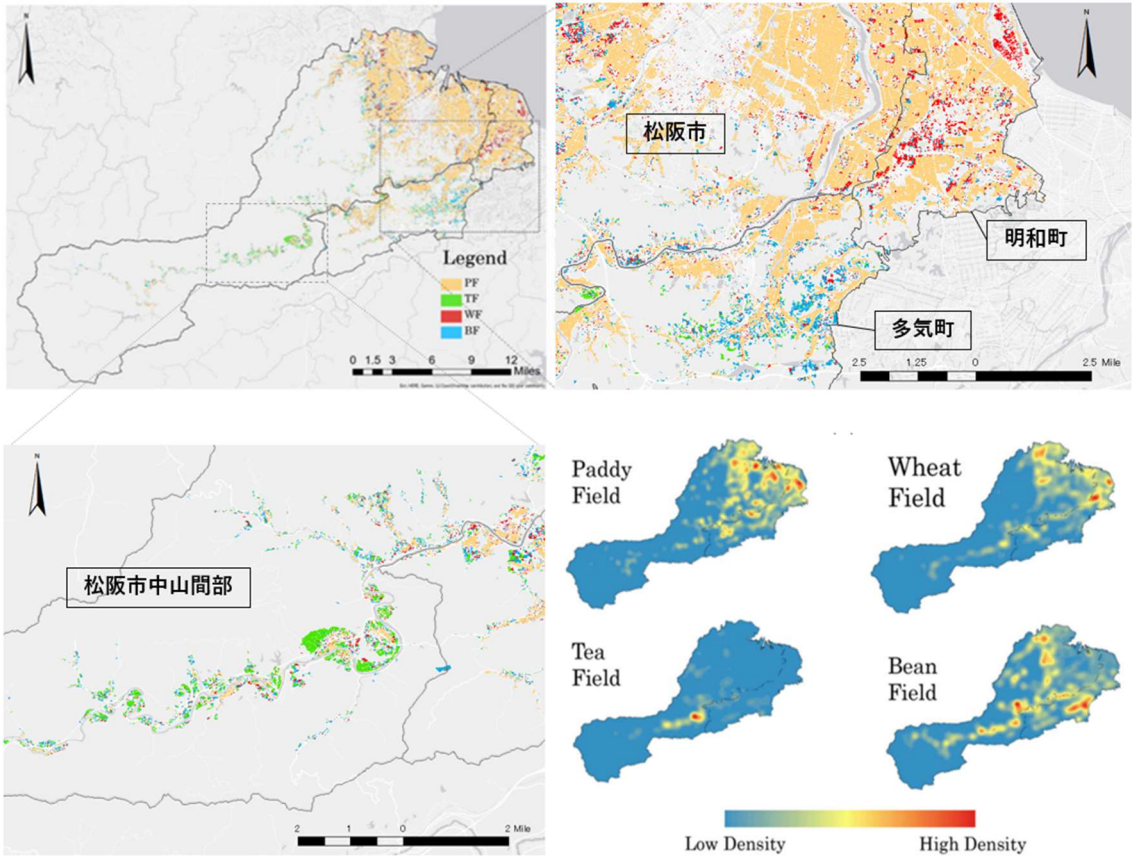 N
Legend
PF
TF
WF
BF
0 1.5 3 6 9 12
Miles
N
松阪市
明和町
多気町
2.5 1.25 0 2.5 Mile
N
松阪市中山間部
2 1 0 2 Mile
Paddy
Field
Wheat
Field
Tea
Field
Bean
Field
Low Density
High Density